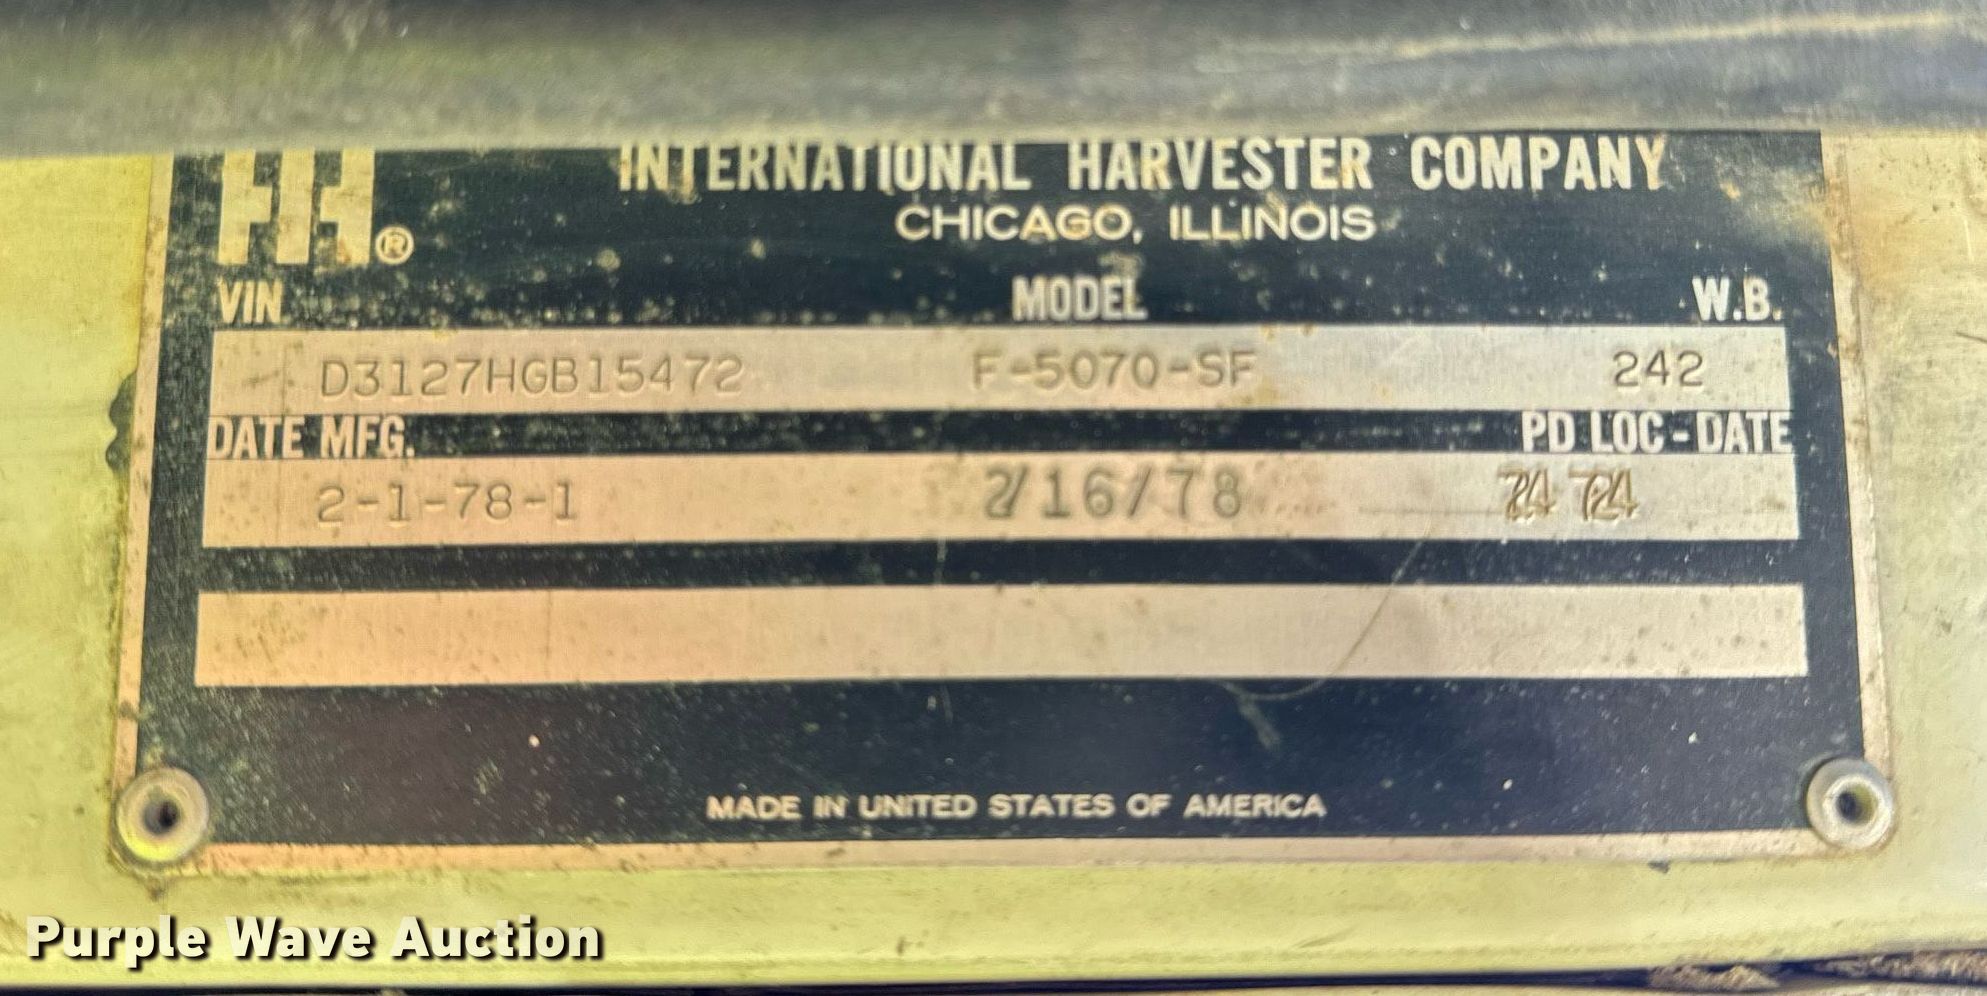 IH®
INTERNATIONAL HARVESTER COMPANY
CHICAGO, ILLINOIS
VIN MODEL W.B.
D3127HGB15472 F-5070-SF 242
DATE MFG. PD LOC-DATE
2-1-78-1 2/16/78
MADE IN UNITED STATES OF AMERICA
Purple Wave Auction